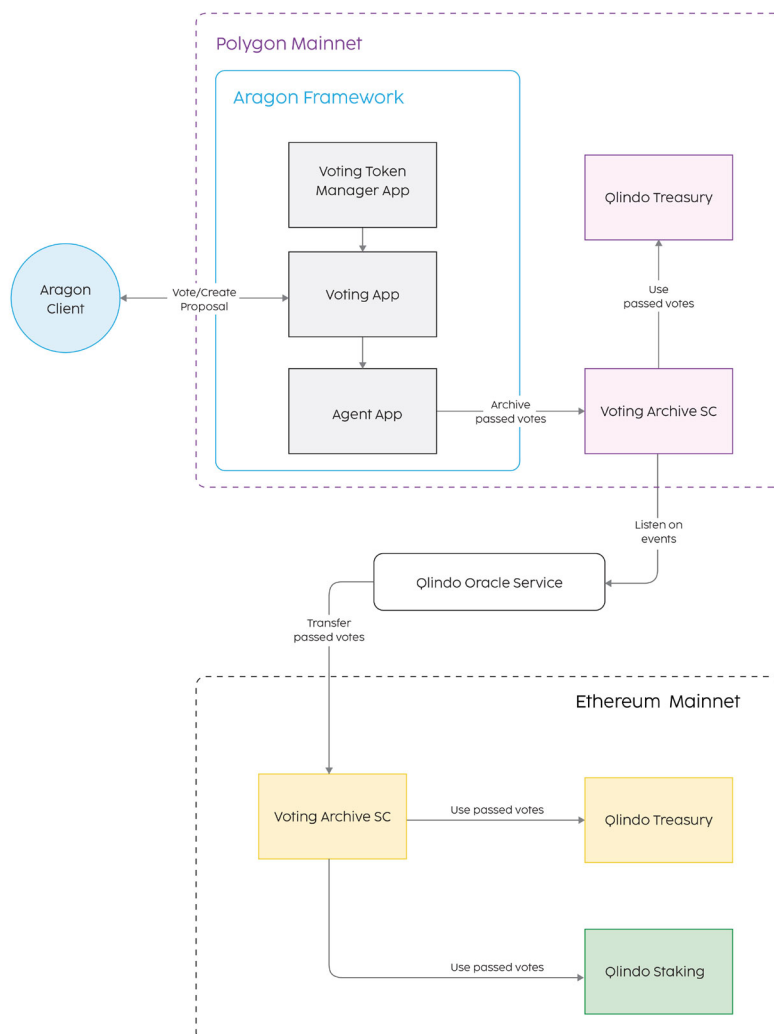 Polygon Mainnet
Aragon Framework
Voting Token
Manager App
Qlindo Treasury
Aragon
Client
Vote/Create
Proposal
Voting App
Use
passed votes
Agent App
Archive
passed votes
Voting Archive SC
Listen on
events
Qlindo Oracle Service
Transfer
passed votes
Ethereum Mainnet
Voting Archive SC
Use passed votes
Qlindo Treasury
Use passed votes
Qlindo Staking